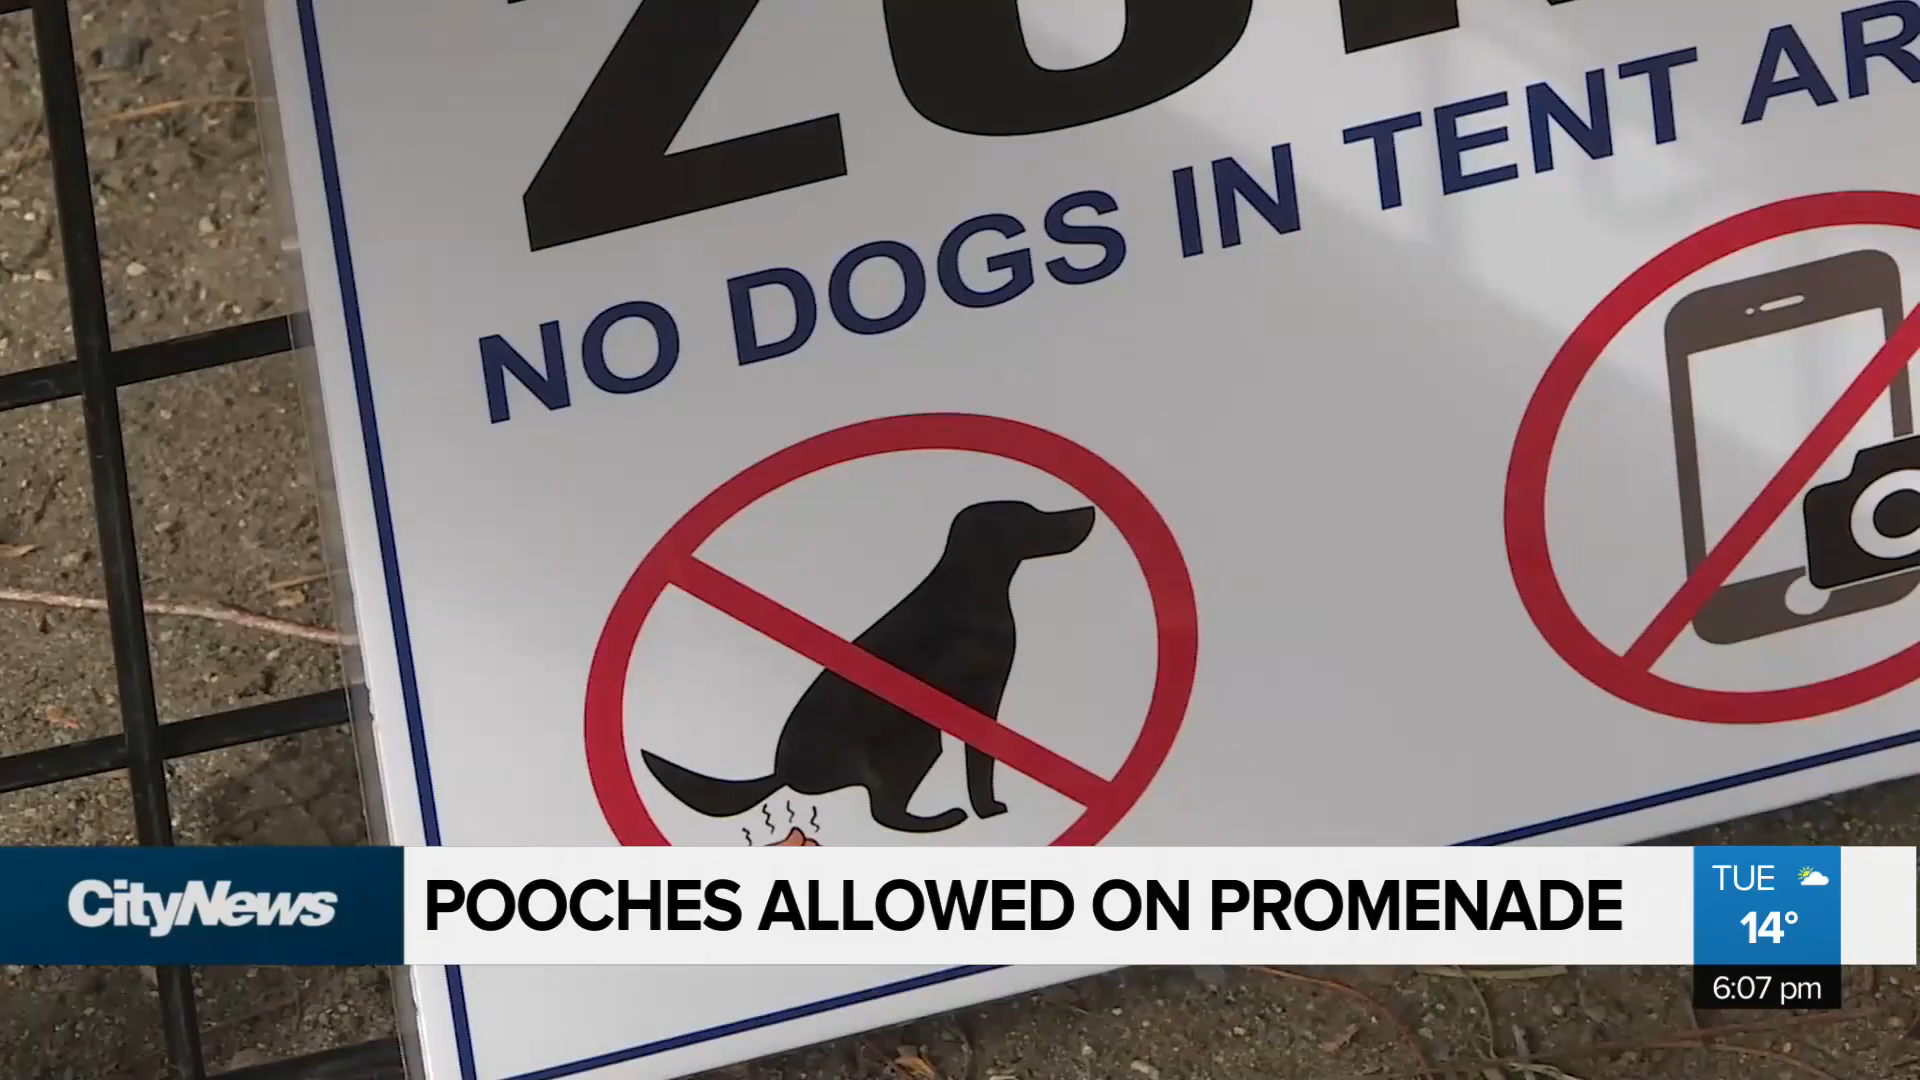 NO DOGS IN TENT AR
CityNews
POOCHES ALLOWED ON PROMENADE
TUE
14°
6:07 pm